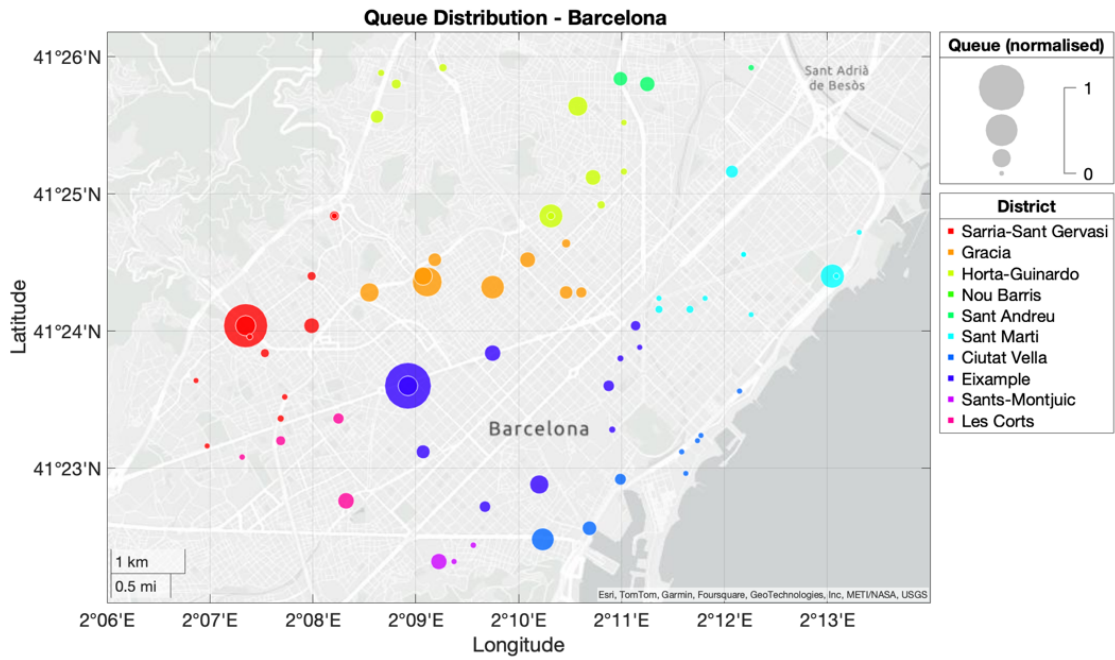 Queue Distribution - Barcelona
41°26'N
41°25'N
41°24'N
41°23'N
Latitude
Sant Adrià
de Besòs
Barcelona
1 km
0.5 mi
Esri, TomTom, Garmin, Foursquare, GeoTechnologies, Inc, METI/NASA, USGS
2°06'E
2°07'E
2°08'E
2°09'E
2°10'E
2°11'E
2°12'E
2°13'E
Longitude
Queue (normalised)
1
0
District
Sarria-Sant Gervasi
Gracia
Horta-Guinardo
Nou Barris
Sant Andreu
Sant Marti
Ciutat Vella
Eixample
Sants-Montjuic
Les Corts